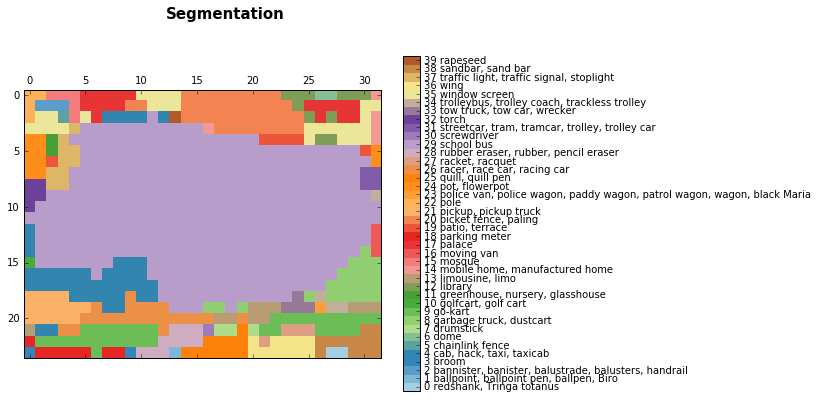 Segmentation
0 5 10 15 20 25 30
0
5
10
15
20
39 rapeseed
38 sandbar, sand bar
37 traffic light, traffic signal, stoplight
36 wing
35 window screen
34 trolleybus, trolley coach, trackless trolley
33 tow truck, tow car, wrecker
32 torch
31 streetcar, tram, tramcar, trolley, trolley car
30 screwdriver
29 school bus
28 rubber eraser, rubber, pencil eraser
27 racket, racquet
26 racer, race car, racing car
25 quill, quill pen
24 pot, flowerpot
23 police van, police wagon, paddy wagon, patrol wagon, wagon, black Maria
22 pole
21 pickup, pickup truck
20 picket fence, paling
19 patio, terrace
18 parking meter
17 palace
16 moving van
15 mosque
14 mobile home, manufactured home
13 limousine, limo
12 library
11 greenhouse, nursery, glasshouse
10 golfcart, golf cart
9 go-kart
8 garbage truck, dustcart
7 drumstick
6 dome
5 chainlink fence
4 cab, hack, taxi, taxicab
3 broom
2 bannister, banister, balustrade, balusters, handrail
1 ballpoint, ballpoint pen, ballpen, Biro
0 redshank, Tringa totanus